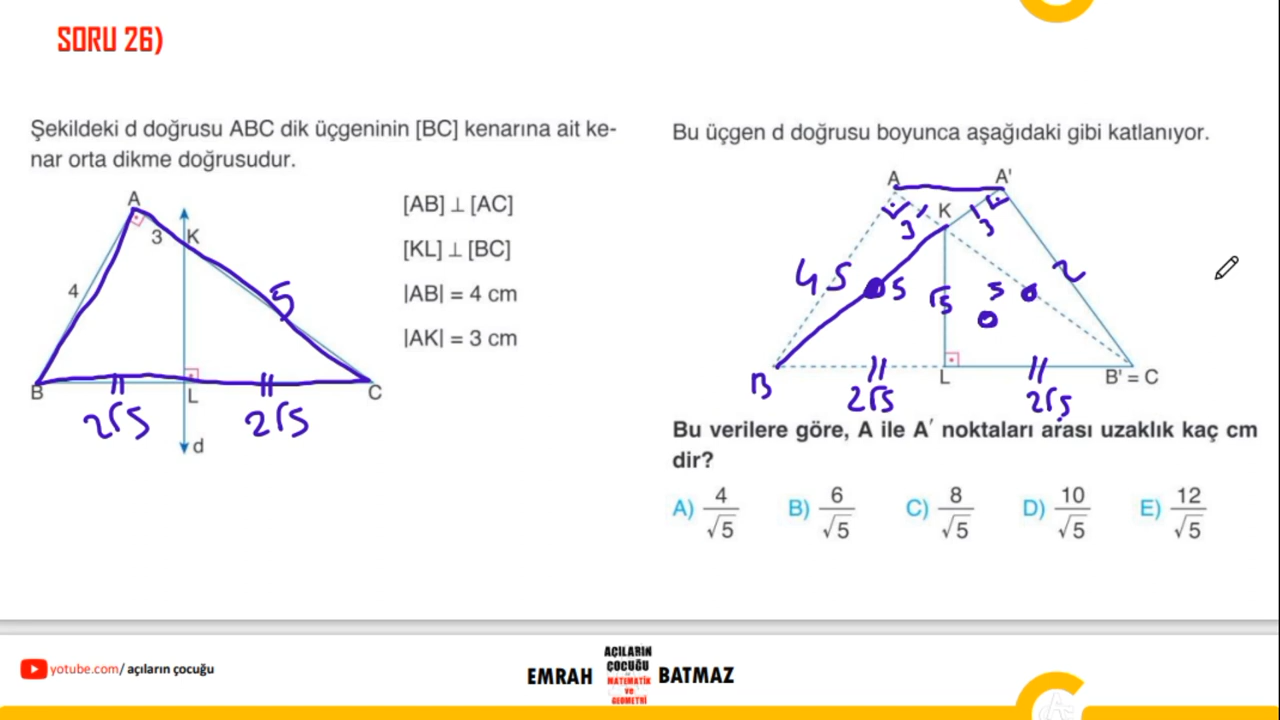 SORU 26)
Şekildeki d doğrusu ABC dik üçgeninin [BC] kenarına ait ke-
nar orta dikme doğrusudur.
A
3
K
4
5
B
L
C
2√5
2√5
d
[AB] ⊥ [AC]
[KL] ⊥ [BC]
|AB| = 4 cm
|AK| = 3 cm
Bu üçgen d doğrusu boyunca aşağıdaki gibi katlanıyor.
A
A'
K
3
3
4
5
5
√5
5
B
L
B' = C
2√5
2√5
Bu verilere göre, A ile A' noktaları arası uzaklık kaç cm
dir?
A) 4/√5 B) 6/√5 C) 8/√5 D) 10/√5 E) 12/√5
yotube.com/ açıların çocuğu
EMRAH
AÇILARIN
ÇOCUĞU
MATEMATİK
ve
GEOMETRİ
BATMAZ